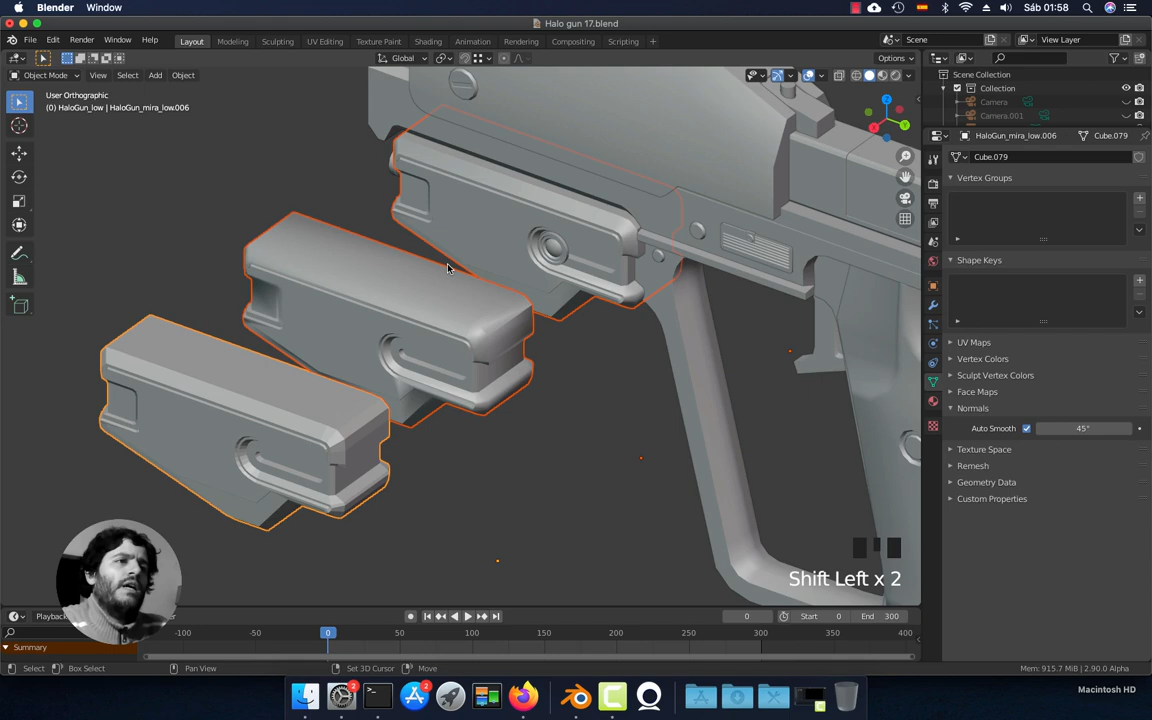 Blender Window Sáb 01:58
Halo gun 17.blend
File Edit Render Window Help Layout Modeling Sculpting UV Editing Texture Paint Shading Animation Rendering Compositing Scripting + Scene View Layer
Global Options
Object Mode View Select Add Object
User Orthographic
(0) HaloGun_low | HaloGun_mira_low.006
Z
Y
X
Scene Collection
Collection
Camera
Camera.001
HaloGun_mira_low.006 Cube.079
Cube.079
Vertex Groups
Shape Keys
UV Maps
Vertex Colors
Sculpt Vertex Colors
Face Maps
Normals
Auto Smooth 45°
Texture Space
Remesh
Geometry Data
Custom Properties
Shift Left x 2
Playback 0 Start 0 End 300
-100 -50 0 50 100 150 200 250 300 350 400
Summary
Select Box Select Pan View Set 3D Cursor Move Mem: 915.7 MiB | 2.90.0 Alpha
2 2
Macintosh HD